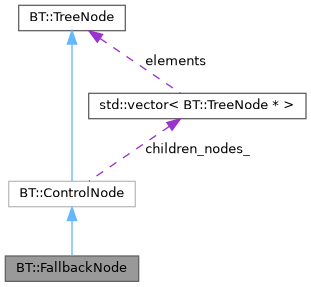 BT::TreeNode
elements
std::vector< BT::TreeNode * >
children_nodes_
BT::ControlNode
BT::FallbackNode